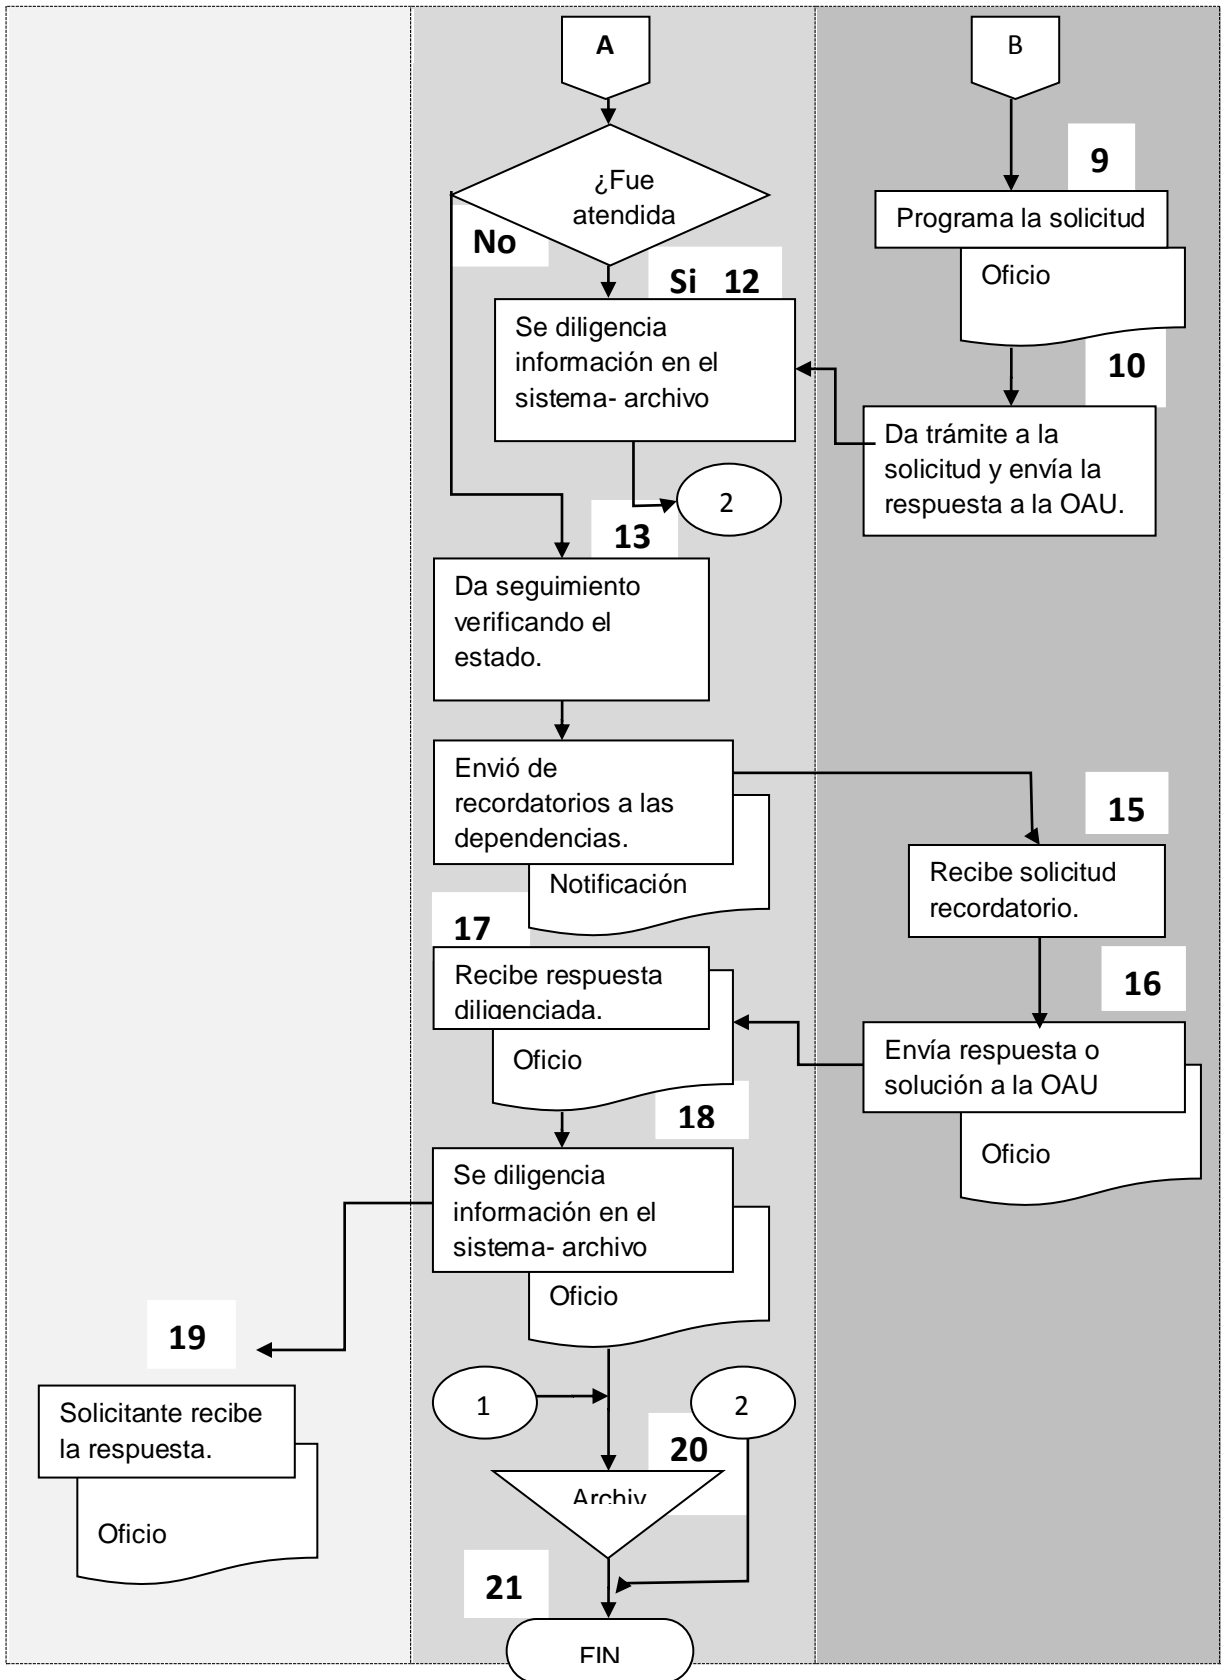 A
B
¿Fue
atendida
No
Si 12
Se diligencia
información en el
sistema- archivo
9
Programa la solicitud
Oficio
10
Da trámite a la
solicitud y envía la
respuesta a la OAU.
2
13
Da seguimiento
verificando el
estado.
Envió de
recordatorios a las
dependencias.
Notificación
15
Recibe solicitud
recordatorio.
16
Envía respuesta o
solución a la OAU
Oficio
17
Recibe respuesta
diligenciada.
Oficio
18
Se diligencia
información en el
sistema- archivo
Oficio
19
Solicitante recibe
la respuesta.
Oficio
1
2
20
Archiv
21
FIN